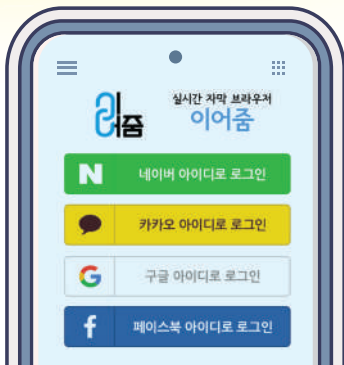 이어줌
실시간 자막 브라우저
이어줌
N 네이버 아이디로 로그인
카카오 아이디로 로그인
G 구글 아이디로 로그인
f 페이스북 아이디로 로그인